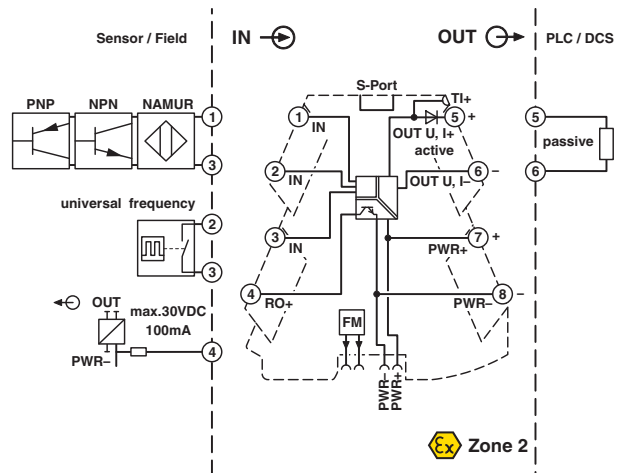 Sensor / Field
IN
OUT
PLC / DCS
PNP
NPN
NAMUR
1
3
universal frequency
2
3
OUT
max.30VDC
100mA
PWR–
4
S-Port
TI+
1
IN
5
+
OUT U, I+
active
2
IN
6
–
OUT U, I–
3
IN
7
+
PWR+
4
RO+
8
–
PWR–
FM
PWR–
PWR+
5
passive
6
Ex Zone 2